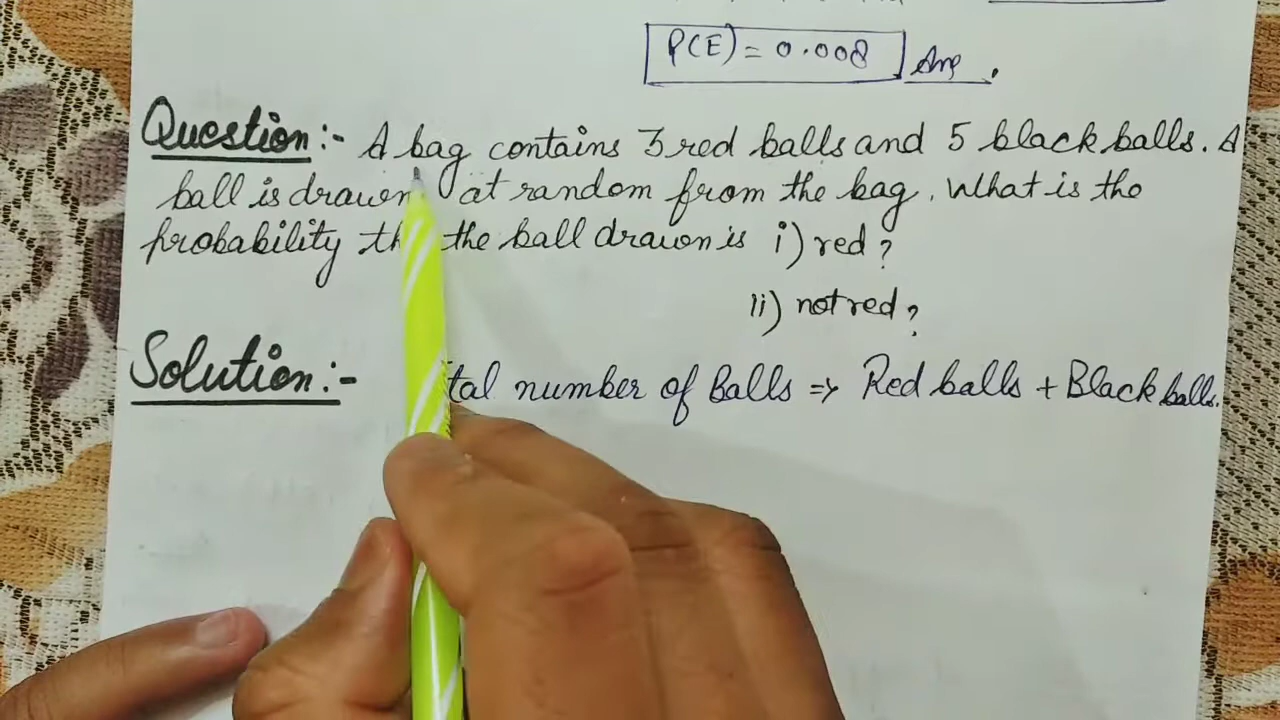 P(E) = 0.008 Ans.
Question:- A bag contains 3 red balls and 5 black balls. A
ball is drawn at random from the bag. What is the
probability th the ball drawn is i) red?
ii) not red?
Solution:- tal number of Balls => Red balls + Black balls.